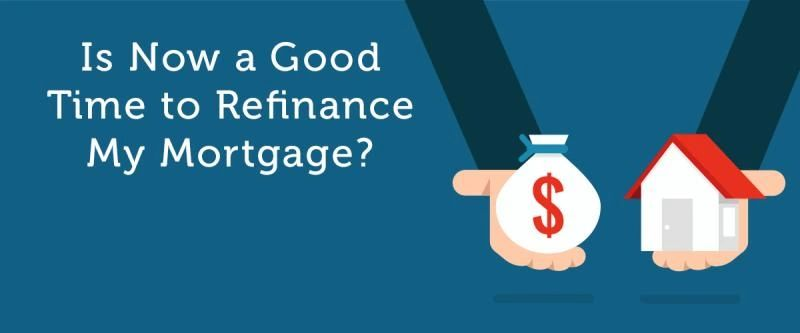 Is Now a Good
Time to Refinance
My Mortgage?
$